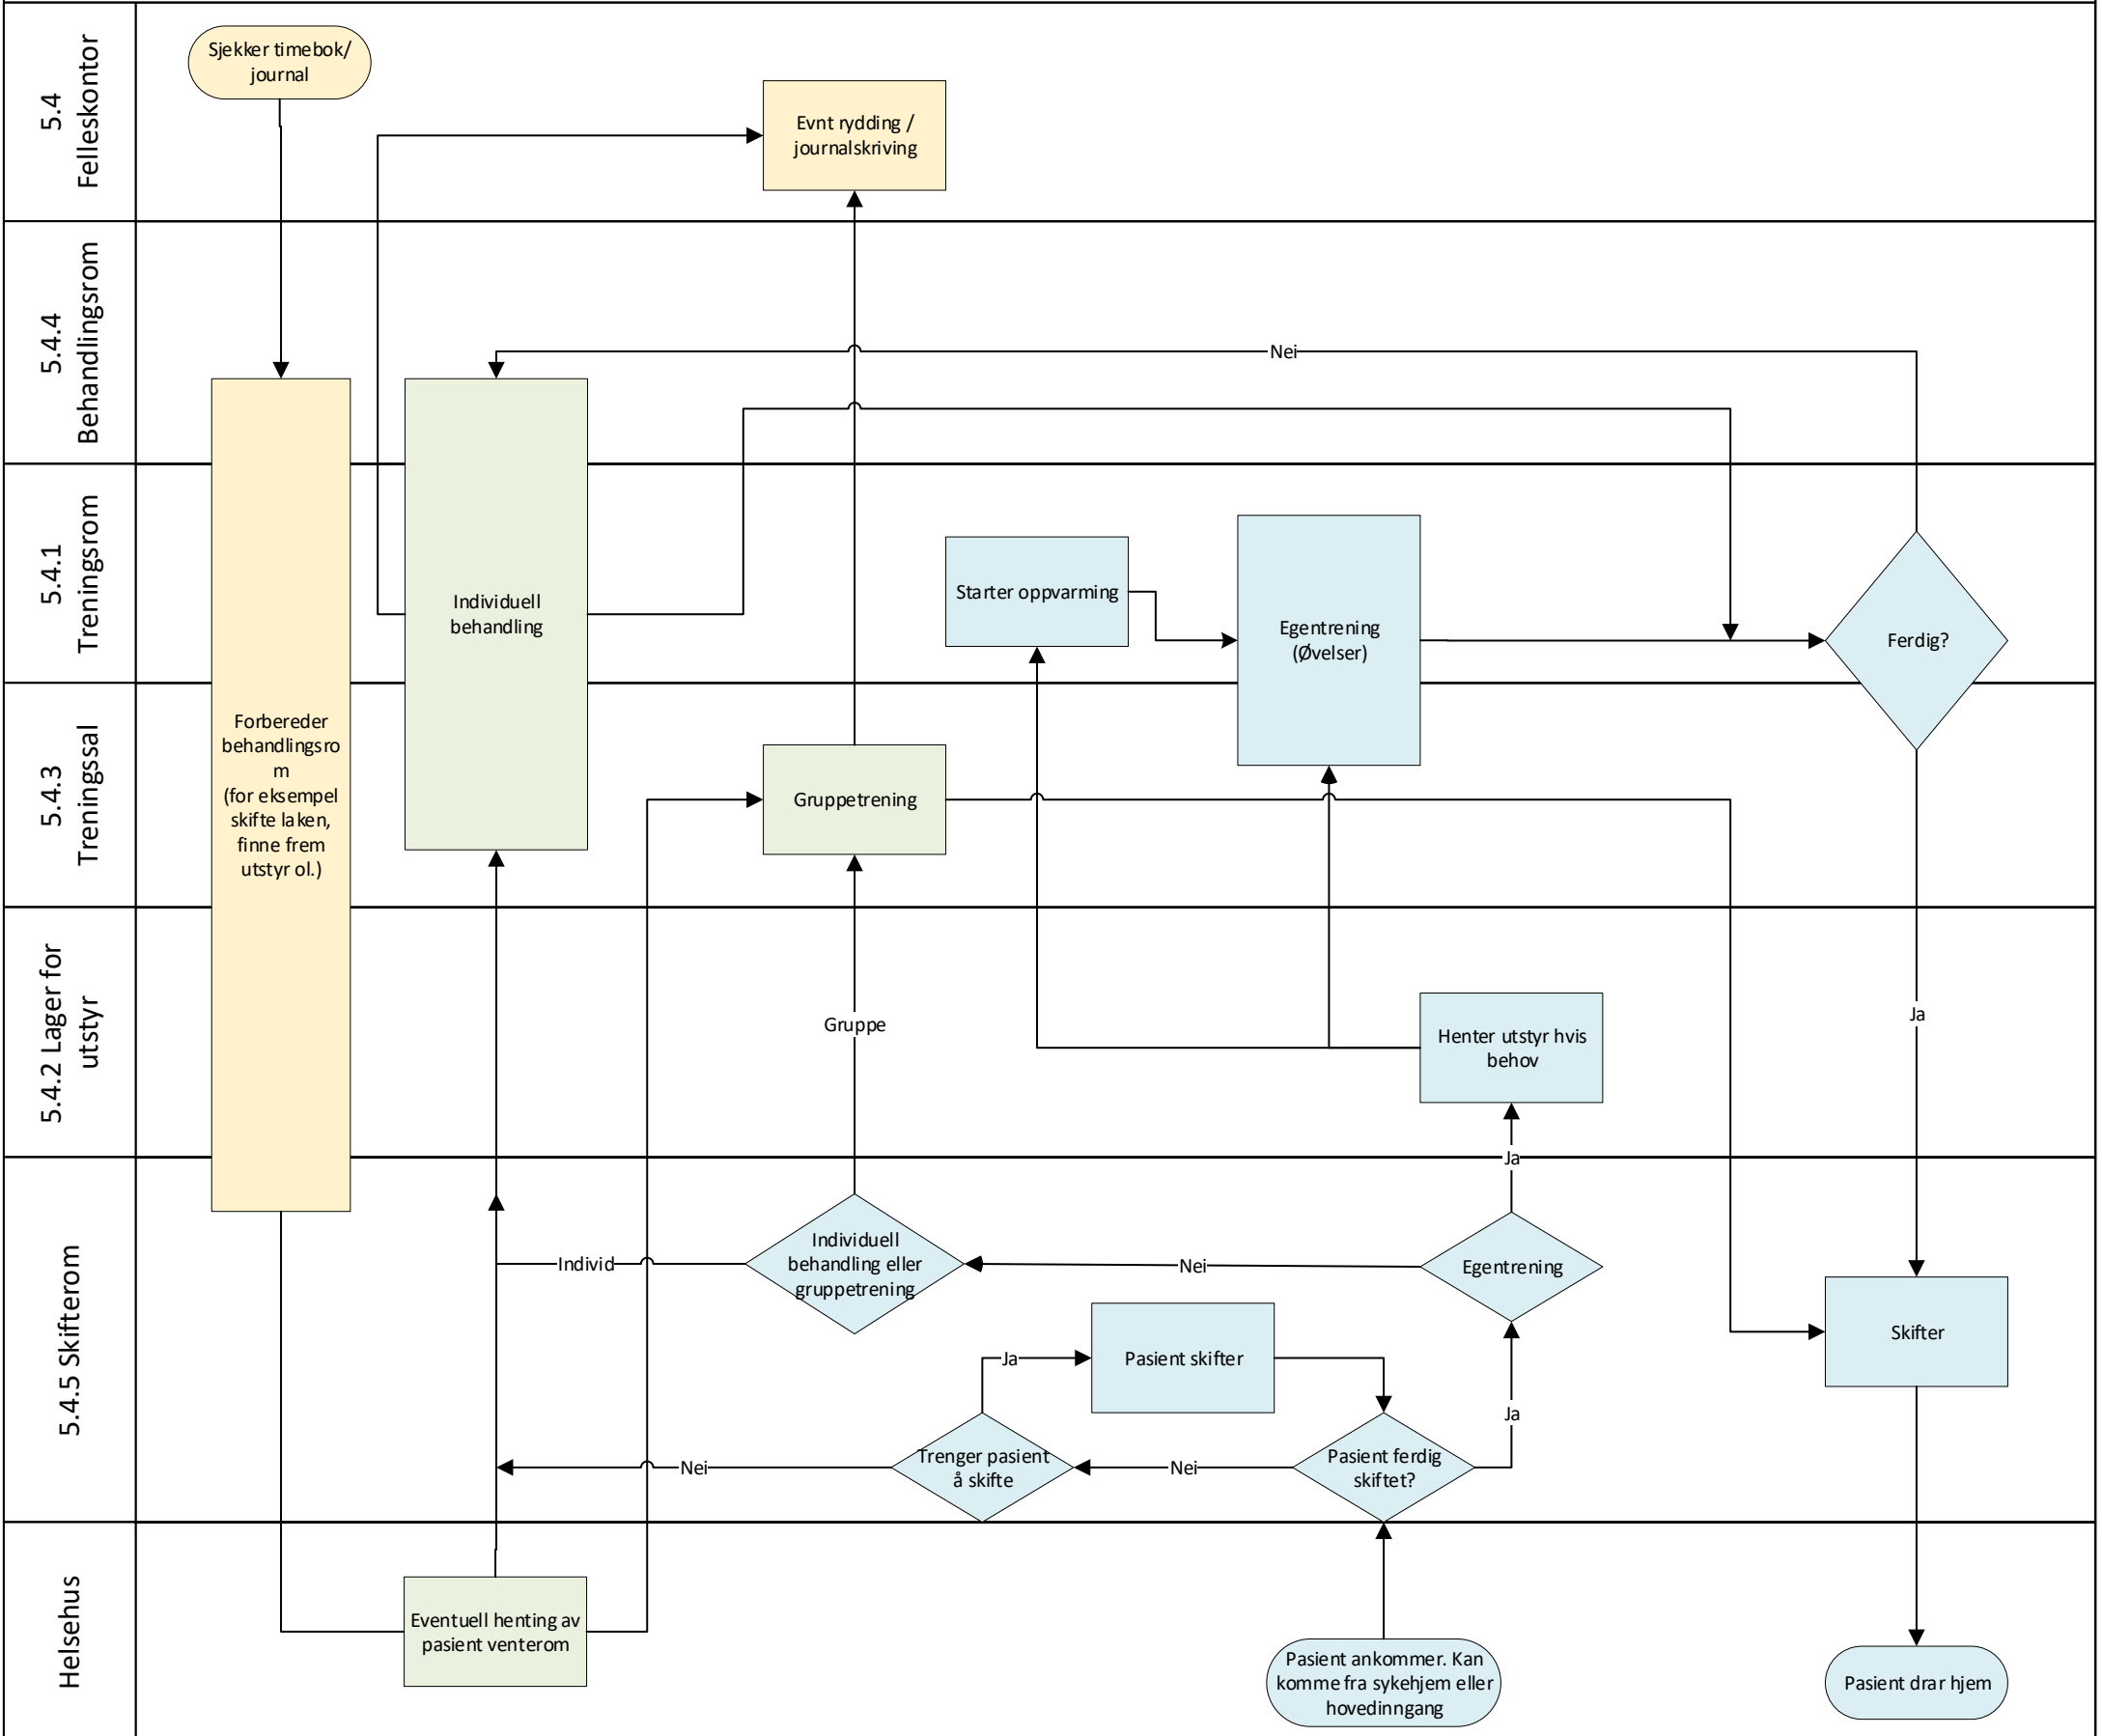 5.4
Felleskontor
Sjekker timebok/
journal
Evnt rydding /
journalskriving
5.4.4
Behandlingsrom
Nei
5.4.1
Treningsrom
Individuell
behandling
Starter oppvarming
Egentrening
(Øvelser)
Ferdig?
5.4.3
Treningssal
Forbereder
behandlingsro
m
(for eksempel
skifte laken,
finne frem
utstyr ol.)
Gruppetrening
5.4.2 Lager for
utstyr
Gruppe
Henter utstyr hvis
behov
Ja
Ja
5.4.5 Skifterom
Individ
Individuell
behandling eller
gruppetrening
Nei
Egentrening
Ja
Pasient skifter
Skifter
Ja
Nei
Trenger pasient
å skifte
Nei
Pasient ferdig
skiftet?
Helsehus
Eventuell henting av
pasient venterom
Pasient ankommer. Kan
komme fra sykehjem eller
hovedinngang
Pasient drar hjem